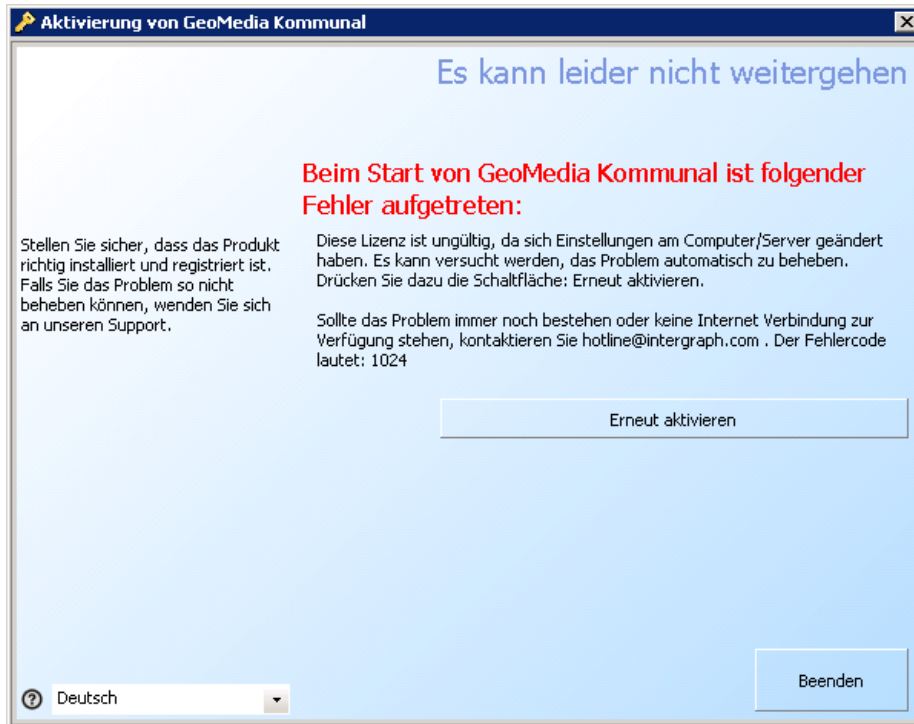 Aktivierung von GeoMedia Kommunal
Es kann leider nicht weitergehen
Beim Start von GeoMedia Kommunal ist folgender
Fehler aufgetreten:
Stellen Sie sicher, dass das Produkt
richtig installiert und registriert ist.
Falls Sie das Problem so nicht
beheben können, wenden Sie sich
an unseren Support.
Diese Lizenz ist ungültig, da sich Einstellungen am Computer/Server geändert
haben. Es kann versucht werden, das Problem automatisch zu beheben.
Drücken Sie dazu die Schaltfläche: Erneut aktivieren.
Sollte das Problem immer noch bestehen oder keine Internet Verbindung zur
Verfügung stehen, kontaktieren Sie hotline@intergraph.com . Der Fehlercode
lautet: 1024
Erneut aktivieren
Beenden
? Deutsch